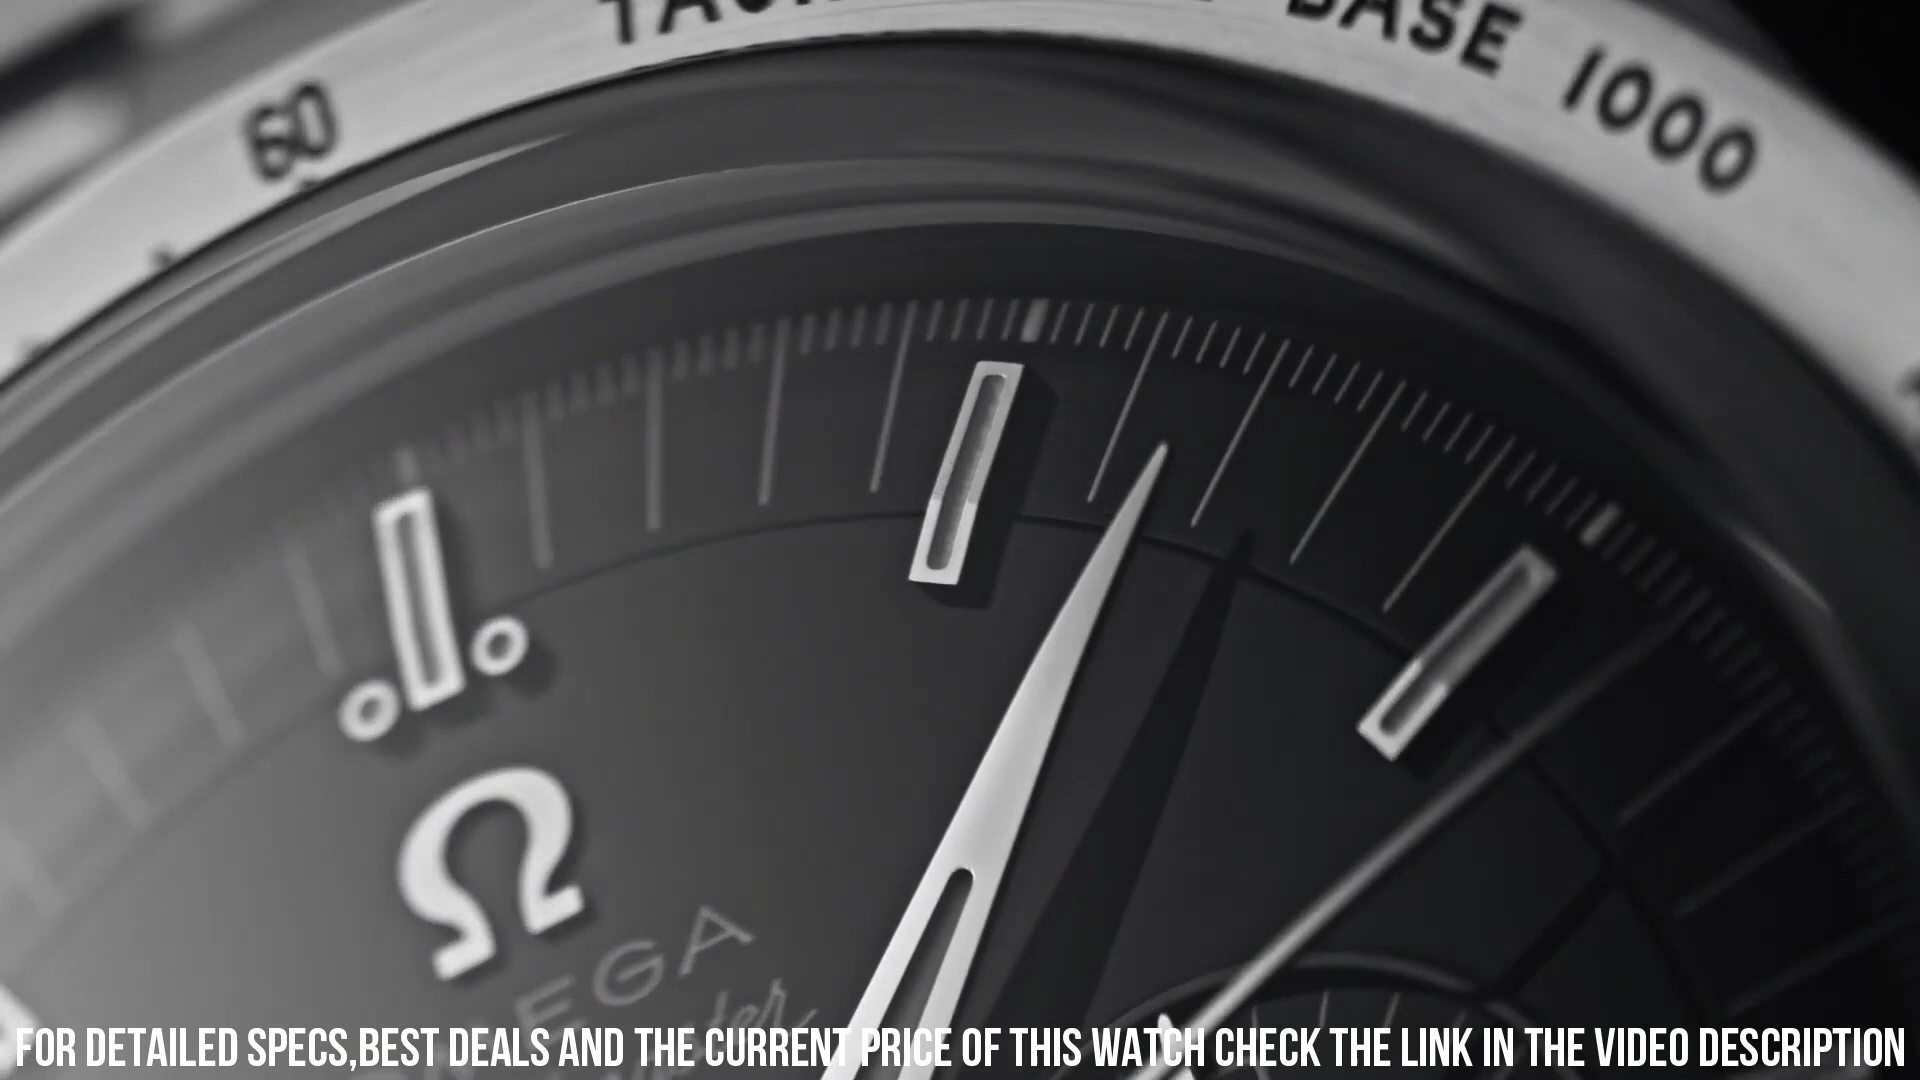 BASE 1000
60
FOR DETAILED SPECS,BEST DEALS AND THE CURRENT PRICE OF THIS WATCH CHECK THE LINK IN THE VIDEO DESCRIPTION